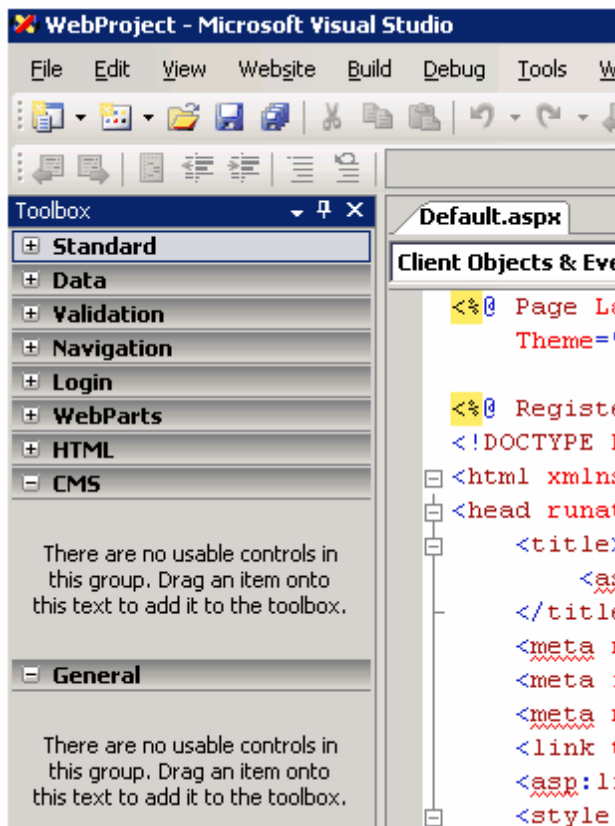 WebProject - Microsoft Visual Studio
File Edit View Website Build Debug Tools
Toolbox
Default.aspx
Standard
Client Objects &
Data
Validation
Navigation
Login
WebParts
HTML
CMS
There are no usable controls in
this group. Drag an item onto
this text to add it to the toolbox.
General
There are no usable controls in
this group. Drag an item onto
this text to add it to the toolbox.
<%@ Page
Theme=
<%@
<!DOCTYPE
<html
<head
<title>
</title
<meta
<meta
<meta
<link
<asp:
<style